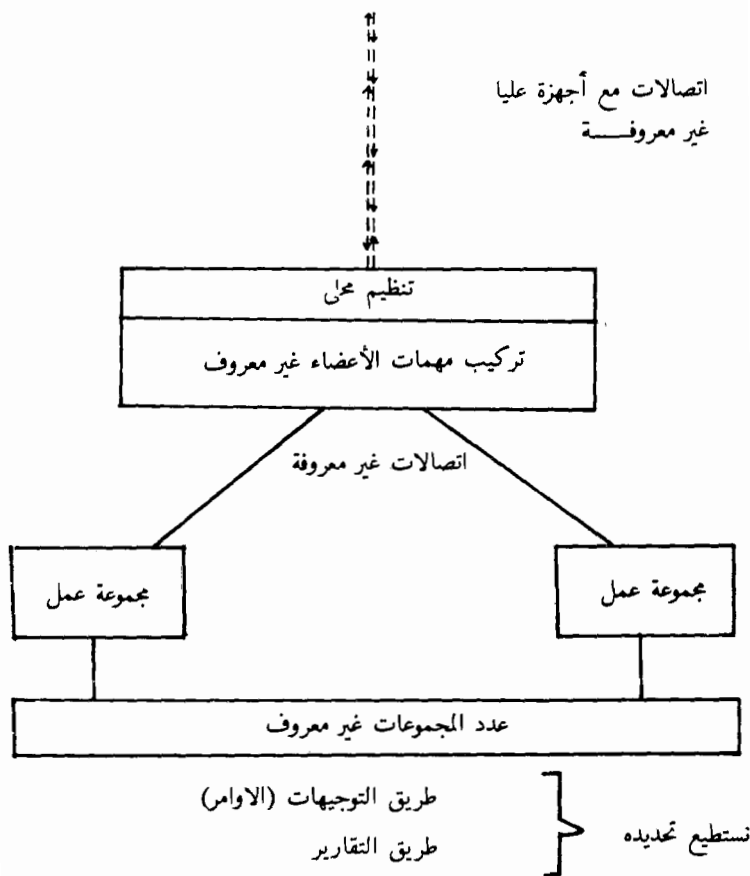 اتصالات مع أجهزة عليا
غير معروفـــــة
تنظيم محلى
تركيب مهمات الأعضاء غير معروف
اتصالات غير معروفة
مجموعة عمل
مجموعة عمل
عدد المجموعات غير معروف
طريق التوجيهات (الاوامر)
نستطيع تحديده
طريق التقارير